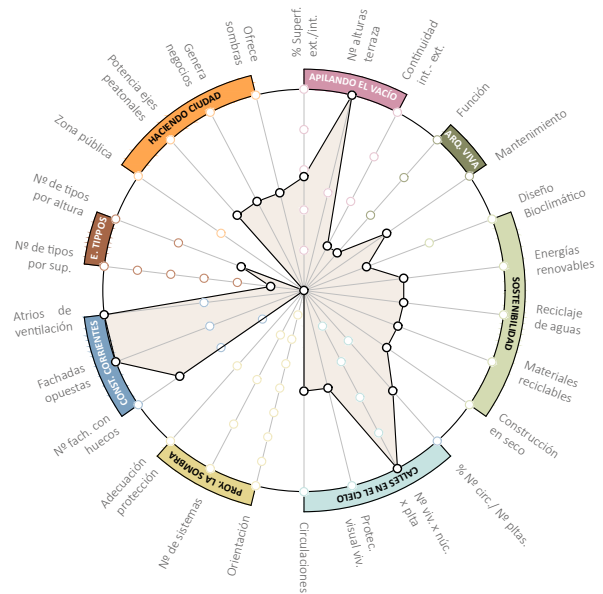 % Superf.
ext./int.
Nº alturas
terraza
Continuidad
int.- ext.
Función
Mantenimiento
Diseño
Bioclimático
Energías
renovables
Reciclaje
de aguas
Materiales
reciclables
Construcción
en seco
% Nº circ./ Nº pltas.
Nº viv. x núc.
x pita
Protec.
visual viv.
Circulaciones
Orientación
Nº de sistemas
Adecuación
protección
Nº fach. con
huecos
Fachadas
opuestas
Atrios de
ventilación
Nº de tipos
por sup.
Nº de tipos
por altura
Zona pública
Potencia ejes
peatonales
Genera
negocios
Ofrece
sombras
APILANDO EL VACÍO
ARQ. VIVA
SOSTENIBILIDAD
CALLES EN EL CIELO
PROY. LA SOMBRA
CONST. CORRIENTES
E. TIPPOS
HACIENDO CIUDAD